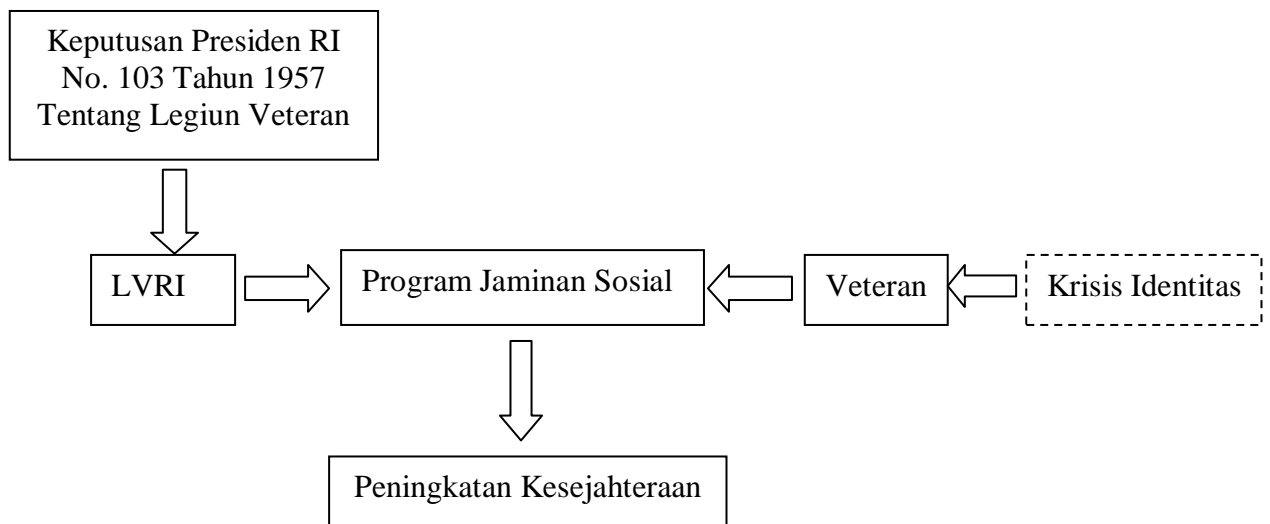 Keputusan Presiden RI
No. 103 Tahun 1957
Tentang Legiun Veteran
LVRI
Program Jaminan Sosial
Veteran
Krisis Identitas
Peningkatan Kesejahteraan